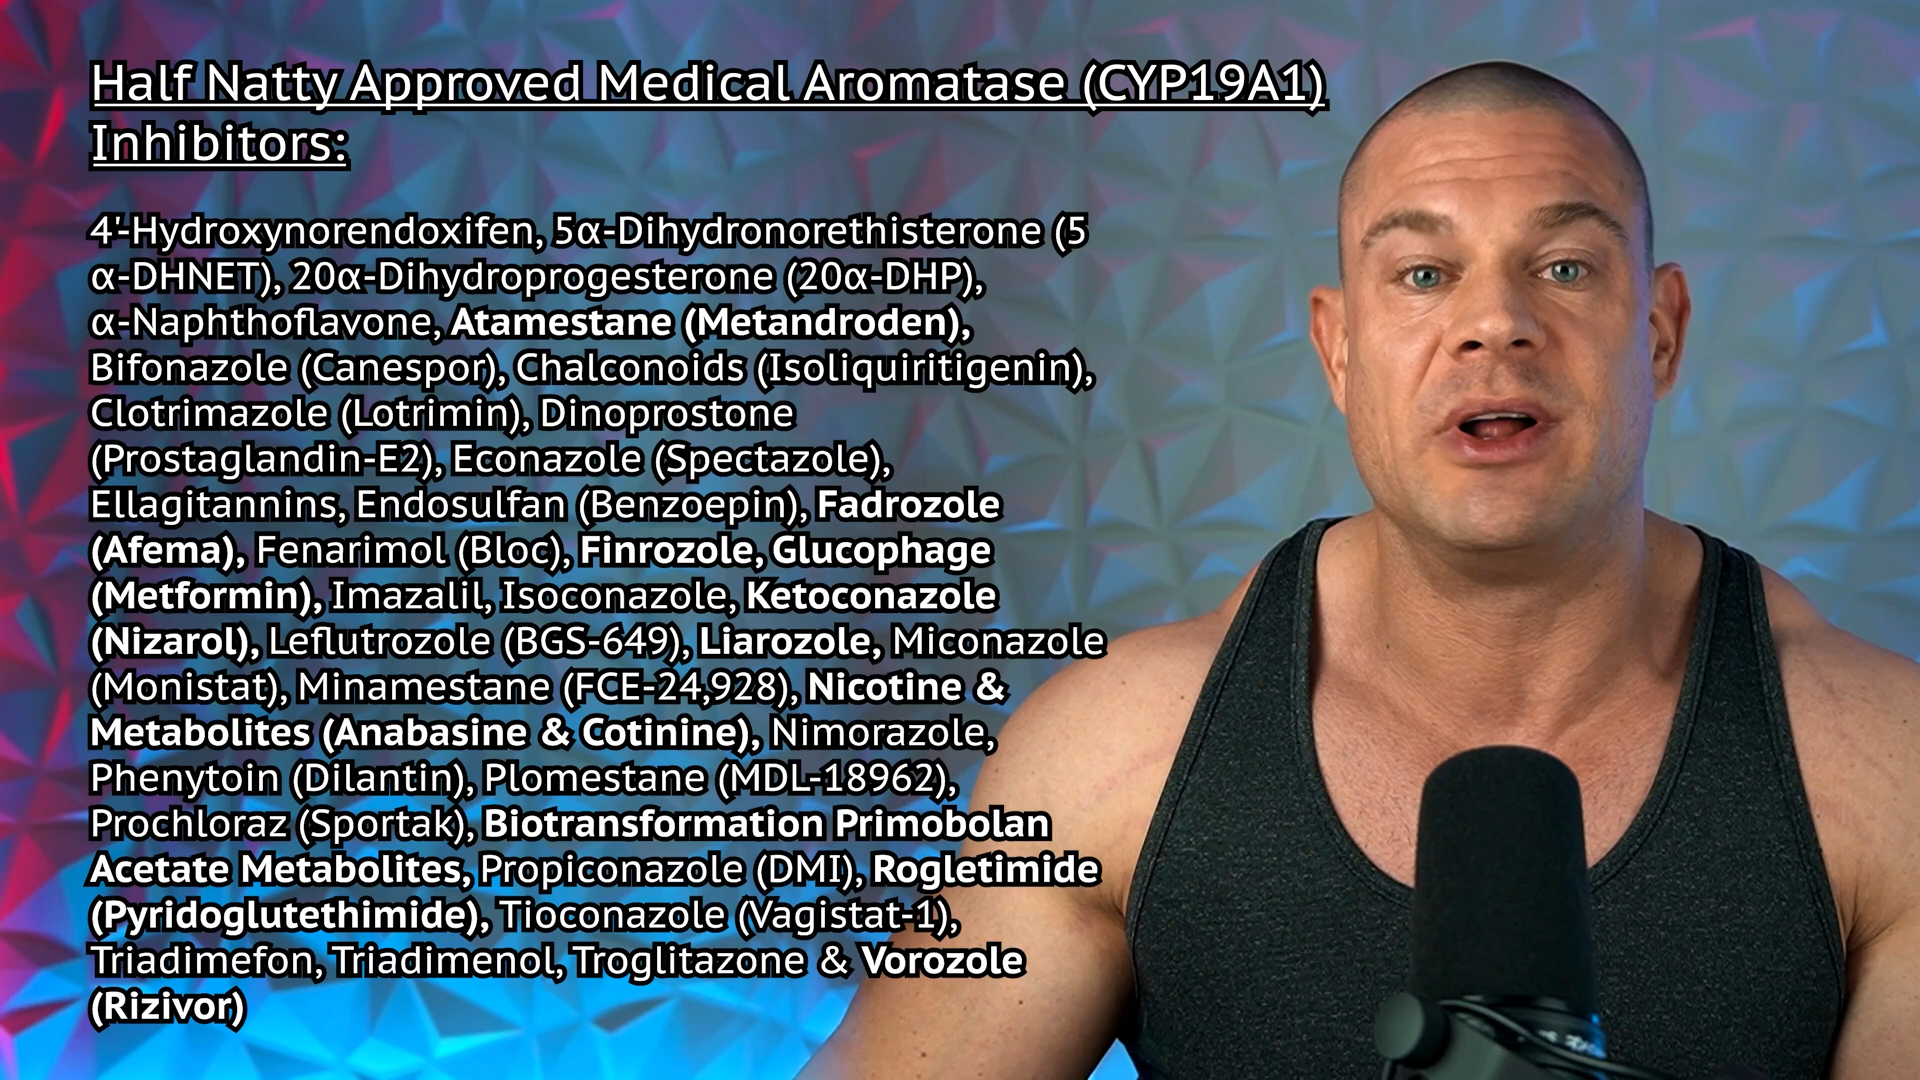 Half Natty Approved Medical Aromatase (CYP19A1)
Inhibitors:
4'-Hydroxynorendoxifen, 5α-Dihydronorethisterone (5
α-DHNET), 20α-Dihydroprogesterone (20α-DHP),
α-Naphthoflavone, Atamestane (Metandroden),
Bifonazole (Canespor), Chalconoids (Isoliquiritigenin),
Clotrimazole (Lotrimin), Dinoprostone
(Prostaglandin-E2), Econazole (Spectazole),
Ellagitannins, Endosulfan (Benzoepin), Fadrozole
(Afema), Fenarimol (Bloc), Finrozole, Glucophage
(Metformin), Imazalil, Isoconazole, Ketoconazole
(Nizarol), Leflutrozole (BGS-649), Liarozole, Miconazole
(Monistat), Minamestane (FCE-24,928), Nicotine &
Metabolites (Anabasine & Cotinine), Nimorazole,
Phenytoin (Dilantin), Plomestane (MDL-18962),
Prochloraz (Sportak), Biotransformation Primobolan
Acetate Metabolites, Propiconazole (DMI), Rogletimide
(Pyridoglutethimide), Tioconazole (Vagistat-1),
Triadimefon, Triadimenol, Troglitazone & Vorozole
(Rizivor)